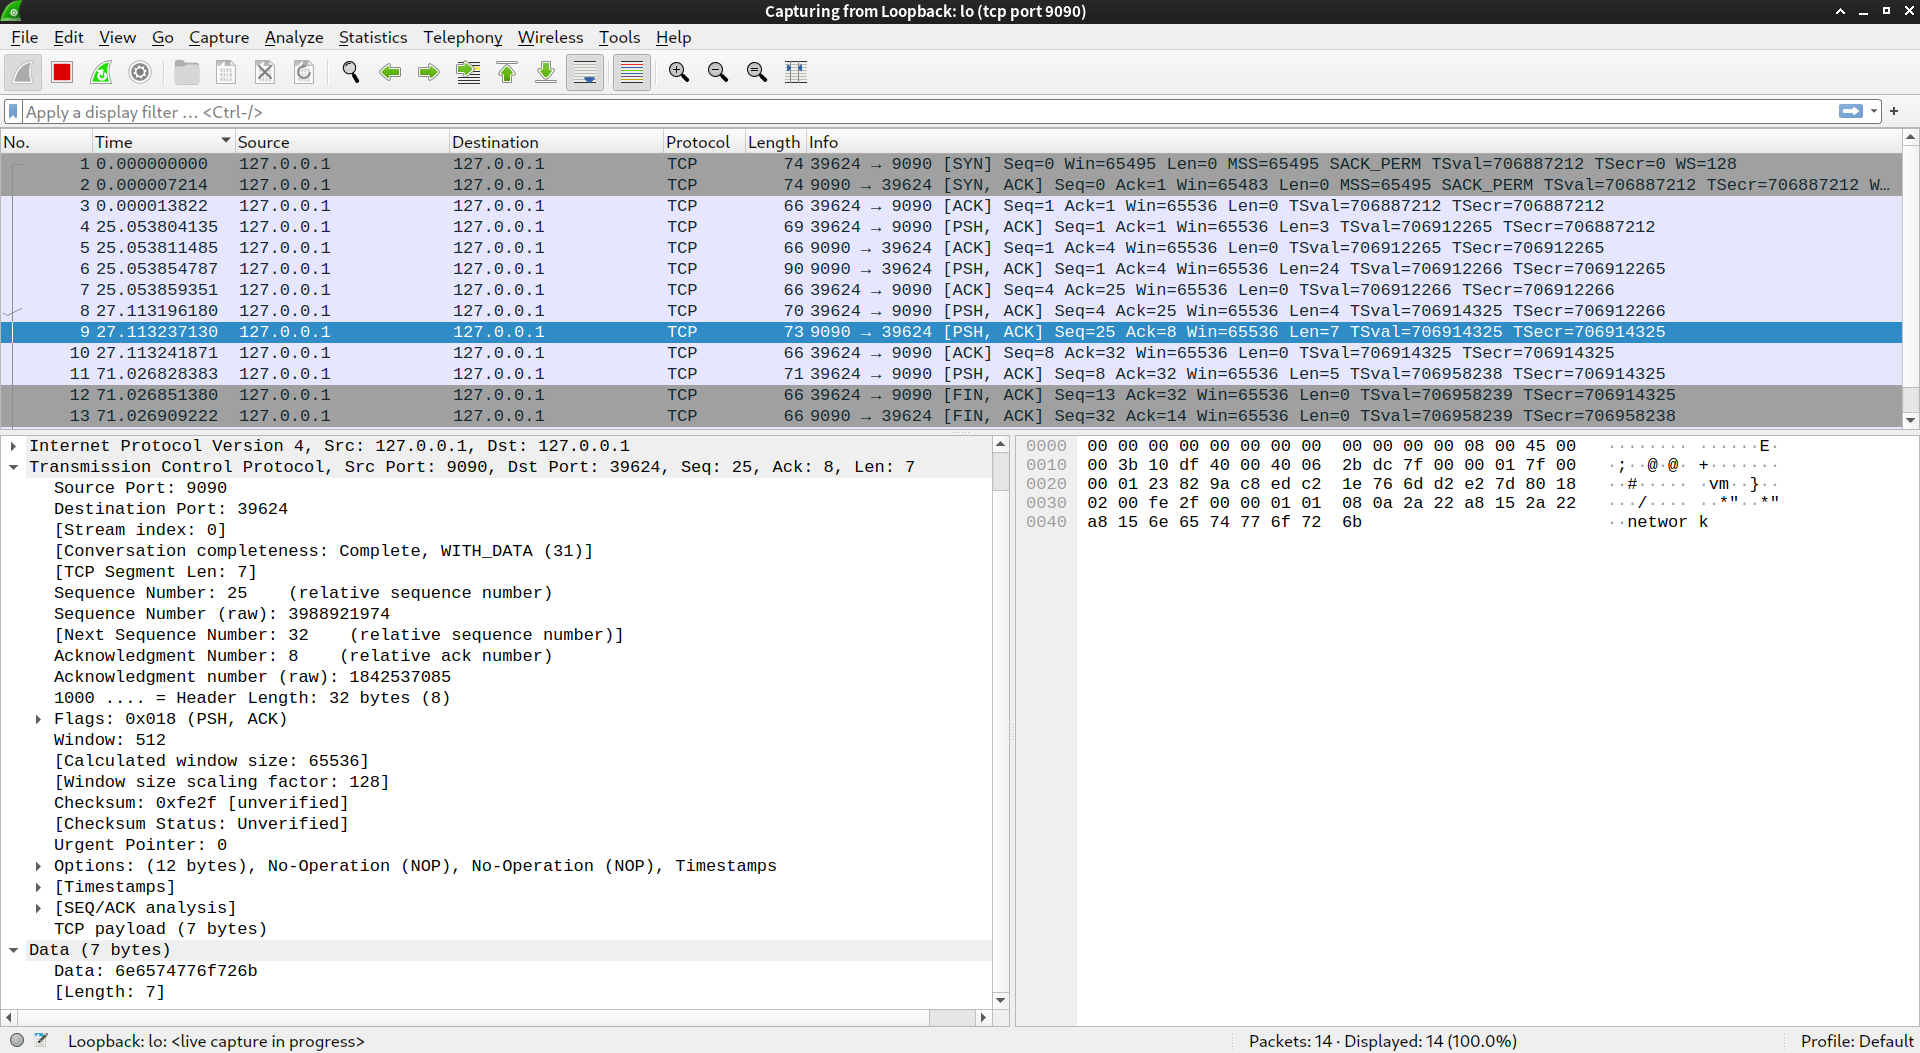 Capturing from Loopback: lo (tcp port 9090)
File Edit View Go Capture Analyze Statistics Telephony Wireless Tools Help
Apply a display filter … <Ctrl-/>
No. Time Source Destination Protocol Length Info
1 0.000000000 127.0.0.1 127.0.0.1 TCP 74 39624 → 9090 [SYN] Seq=0 Win=65495 Len=0 MSS=65495 SACK_PERM TSval=706887212 TSecr=0 WS=128
2 0.000007214 127.0.0.1 127.0.0.1 TCP 74 9090 → 39624 [SYN, ACK] Seq=0 Ack=1 Win=65483 Len=0 MSS=65495 SACK_PERM TSval=706887212 TSecr=706887212 W…
3 0.000013822 127.0.0.1 127.0.0.1 TCP 66 39624 → 9090 [ACK] Seq=1 Ack=1 Win=65536 Len=0 TSval=706887212 TSecr=706887212
4 25.053804135 127.0.0.1 127.0.0.1 TCP 69 39624 → 9090 [PSH, ACK] Seq=1 Ack=1 Win=65536 Len=3 TSval=706912265 TSecr=706887212
5 25.053811485 127.0.0.1 127.0.0.1 TCP 66 9090 → 39624 [ACK] Seq=1 Ack=4 Win=65536 Len=0 TSval=706912265 TSecr=706912265
6 25.053854787 127.0.0.1 127.0.0.1 TCP 90 9090 → 39624 [PSH, ACK] Seq=1 Ack=4 Win=65536 Len=24 TSval=706912266 TSecr=706912265
7 25.053859351 127.0.0.1 127.0.0.1 TCP 66 39624 → 9090 [ACK] Seq=4 Ack=25 Win=65536 Len=0 TSval=706912266 TSecr=706912266
8 27.113196180 127.0.0.1 127.0.0.1 TCP 70 39624 → 9090 [PSH, ACK] Seq=4 Ack=25 Win=65536 Len=4 TSval=706914325 TSecr=706912266
9 27.113237130 127.0.0.1 127.0.0.1 TCP 73 9090 → 39624 [PSH, ACK] Seq=25 Ack=8 Win=65536 Len=7 TSval=706914325 TSecr=706914325
10 27.113241871 127.0.0.1 127.0.0.1 TCP 66 39624 → 9090 [ACK] Seq=8 Ack=32 Win=65536 Len=0 TSval=706914325 TSecr=706914325
11 71.026828383 127.0.0.1 127.0.0.1 TCP 71 39624 → 9090 [PSH, ACK] Seq=8 Ack=32 Win=65536 Len=5 TSval=706958238 TSecr=706914325
12 71.026851380 127.0.0.1 127.0.0.1 TCP 66 39624 → 9090 [FIN, ACK] Seq=13 Ack=32 Win=65536 Len=0 TSval=706958239 TSecr=706914325
13 71.026909222 127.0.0.1 127.0.0.1 TCP 66 9090 → 39624 [FIN, ACK] Seq=32 Ack=14 Win=65536 Len=0 TSval=706958239 TSecr=706958238
Internet Protocol Version 4, Src: 127.0.0.1, Dst: 127.0.0.1
Transmission Control Protocol, Src Port: 9090, Dst Port: 39624, Seq: 25, Ack: 8, Len: 7
Source Port: 9090
Destination Port: 39624
[Stream index: 0]
[Conversation completeness: Complete, WITH_DATA (31)]
[TCP Segment Len: 7]
Sequence Number: 25    (relative sequence number)
Sequence Number (raw): 3988921974
[Next Sequence Number: 32    (relative sequence number)]
Acknowledgment Number: 8    (relative ack number)
Acknowledgment number (raw): 1842537085
1000 .... = Header Length: 32 bytes (8)
Flags: 0x018 (PSH, ACK)
Window: 512
[Calculated window size: 65536]
[Window size scaling factor: 128]
Checksum: 0xfe2f [unverified]
[Checksum Status: Unverified]
Urgent Pointer: 0
Options: (12 bytes), No-Operation (NOP), No-Operation (NOP), Timestamps
[Timestamps]
[SEQ/ACK analysis]
TCP payload (7 bytes)
Data (7 bytes)
Data: 6e6574776f726b
[Length: 7]
0000 00 00 00 00 00 00 00 00 00 00 00 00 08 00 45 00 ········ ······E·
0010 00 3b 10 df 40 00 40 06 2b dc 7f 00 00 01 7f 00 ·;··@·@· +·······
0020 00 01 23 82 9a c8 ed c2 1e 76 6d d2 e2 7d 80 18 ··#····· ·vm··}··
0030 02 00 fe 2f 00 00 01 01 08 0a 2a 22 a8 15 2a 22 ···/···· ··*"··*"
0040 a8 15 6e 65 74 77 6f 72 6b ··networ k
Loopback: lo: <live capture in progress>
Packets: 14 · Displayed: 14 (100.0%)
Profile: Default